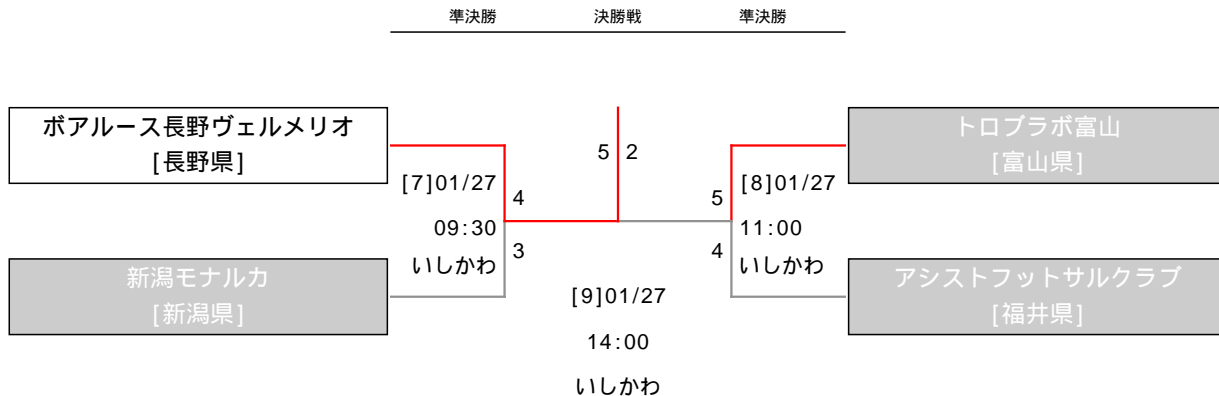 準決勝 決勝戦 準決勝
ボアルース長野ヴェルメリオ
[長野県]
トロブラボ富山
[富山県]
5 2
[7]01/27
4
09:30
3
いしかわ
5
[8]01/27
11:00
4
いしかわ
新潟モナルカ
[新潟県]
アシストフットサルクラブ
[福井県]
[9]01/27
14:00
いしかわ